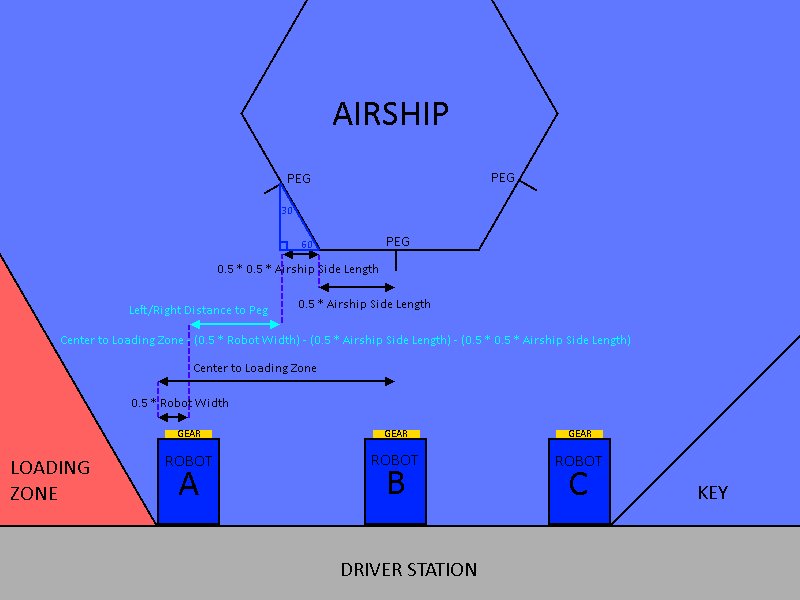 AIRSHIP
PEG
PEG
30
60
PEG
0.5 * 0.5 * Airship Side Length
0.5 * Airship Side Length
Left/Right Distance to Peg
Center to Loading Zone - (0.5 * Robot Width) - (0.5 * Airship Side Length) - (0.5 * 0.5 * Airship Side Length)
Center to Loading Zone
0.5 * Robot Width
GEAR
GEAR
GEAR
ROBOT
A
ROBOT
B
ROBOT
C
LOADING
ZONE
KEY
DRIVER STATION